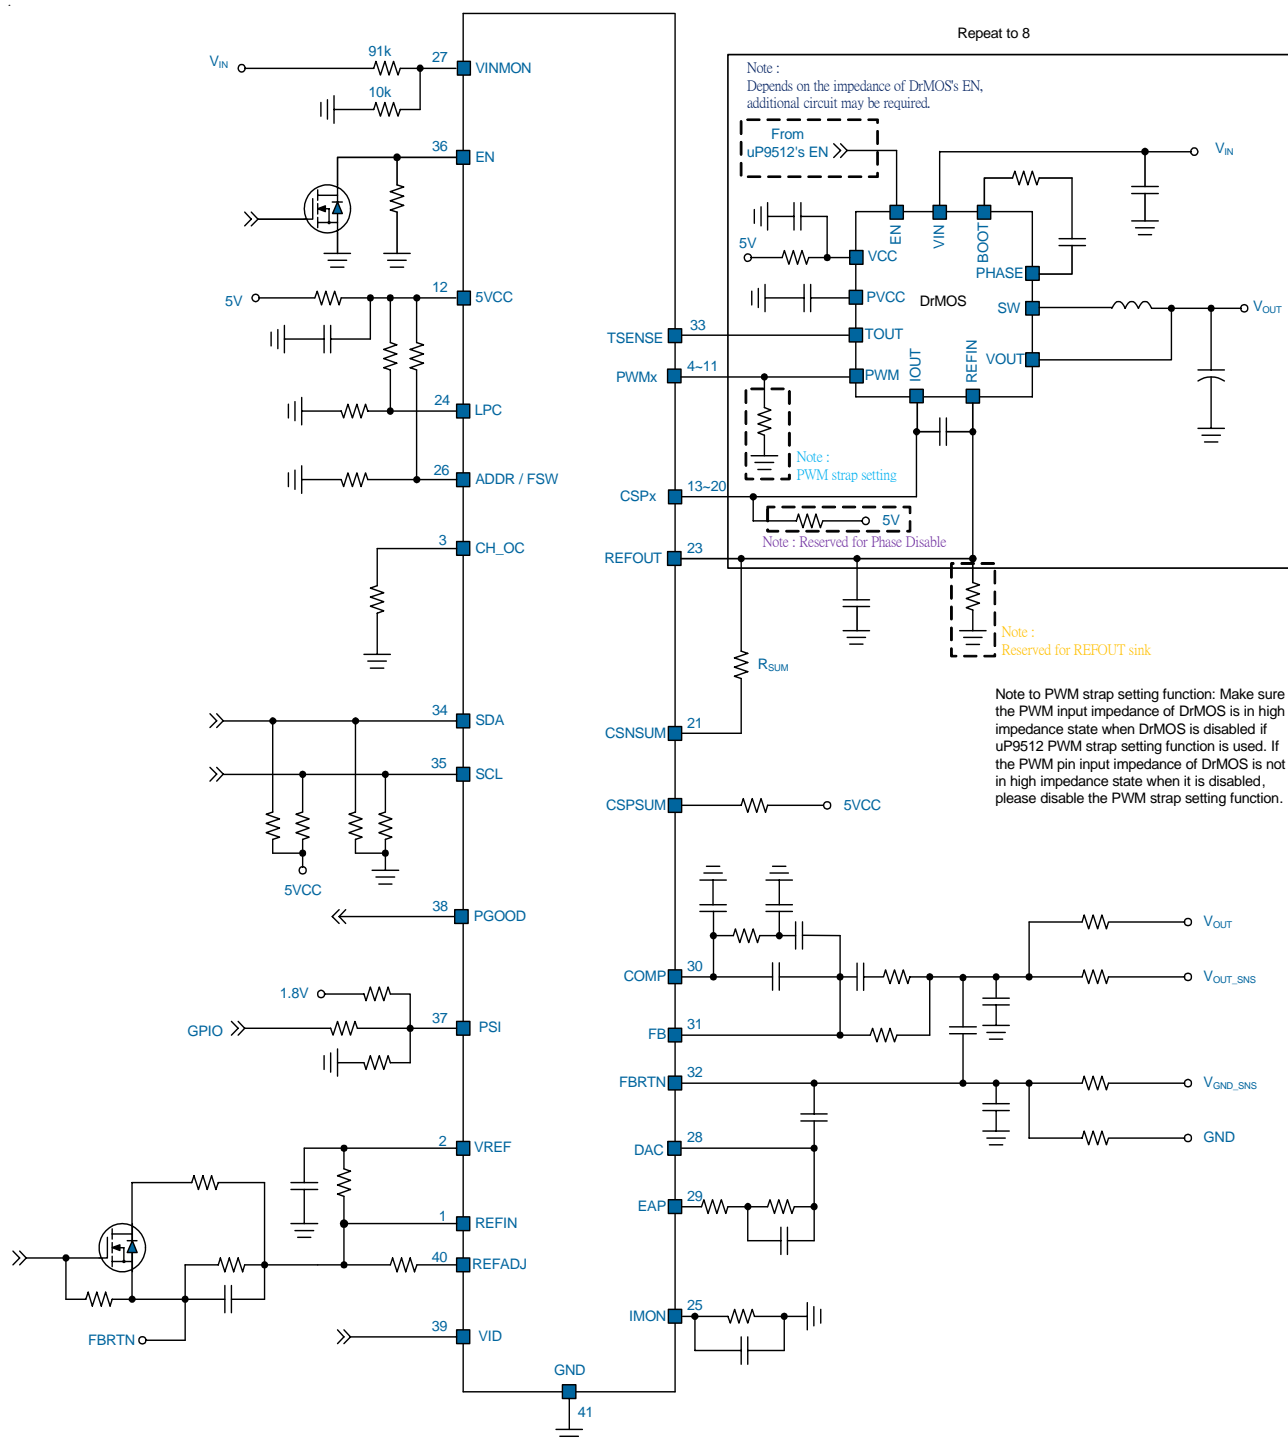 Repeat to 8
Note :
Depends on the impedance of DrMOS's EN,
additional circuit may be required.
From
uP9512's EN
VIN
91k
27
VINMON
10k
36
EN
5V
12
5VCC
24
LPC
26
ADDR / FSW
3
CH_OC
34
SDA
35
SCL
5VCC
38
PGOOD
1.8V
GPIO
37
PSI
2
VREF
1
REFIN
40
REFADJ
FBRTN
39
VID
GND
41
TSENSE
33
PWMx
4~11
CSPx
13~20
REFOUT
23
RSUM
CSNSUM
21
CSPSUM
5VCC
COMP
30
FB
31
FBRTN
32
DAC
28
EAP
29
IMON
25
VIN
EN
VIN
BOOT
5V
VCC
PHASE
PVCC
DrMOS
SW
VOUT
TOUT
VOUT
PWM
IOUT
REFIN
Note :
PWM strap setting
5V
Note : Reserved for Phase Disable
Note :
Reserved for REFOUT sink
Note to PWM strap setting function: Make sure
the PWM input impedance of DrMOS is in high
impedance state when DrMOS is disabled if
uP9512 PWM strap setting function is used. If
the PWM pin input impedance of DrMOS is not
in high impedance state when it is disabled,
please disable the PWM strap setting function.
VOUT
VOUT_SNS
VGND_SNS
GND